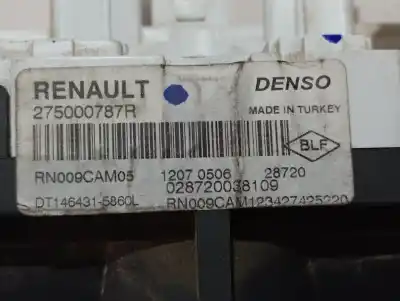 RENAULT DENSO
275000787R MADE IN TURKEY
BLF
RN009CAM05 1207 0506 28720
028720038109
DT146431-5860L RN009CAM123427425220